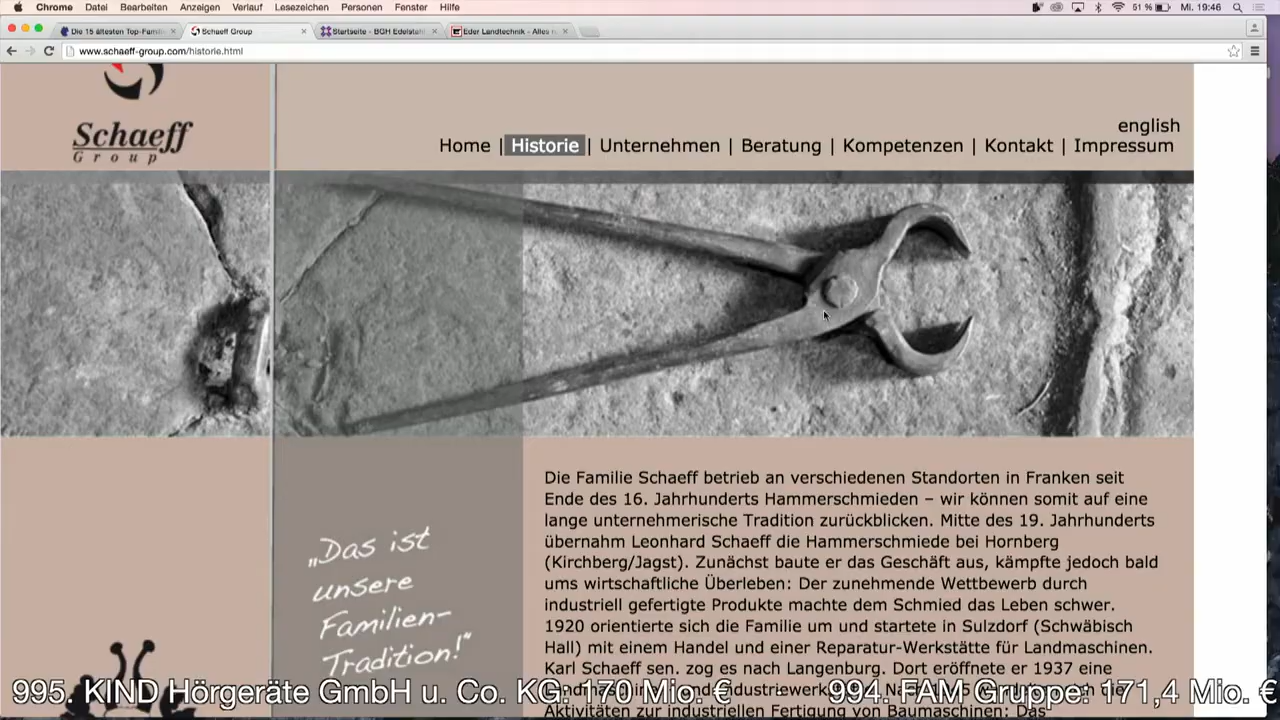 Chrome Datei Bearbeiten Anzeigen Verlauf Lesezeichen Personen Fenster Hilfe 51 % Mi. 19:46
Die 15 ältesten Top-Famili Schaeff Group Startseite - BGH Edelstahl Eder Landtechnik - Alles r
www.schaeff-group.com/historie.html
Schaeff
Group
english
Home | Historie | Unternehmen | Beratung | Kompetenzen | Kontakt | Impressum
Die Familie Schaeff betrieb an verschiedenen Standorten in Franken seit
Ende des 16. Jahrhunderts Hammerschmieden – wir können somit auf eine
lange unternehmerische Tradition zurückblicken. Mitte des 19. Jahrhunderts
übernahm Leonhard Schaeff die Hammerschmiede bei Hornberg
(Kirchberg/Jagst). Zunächst baute er das Geschäft aus, kämpfte jedoch bald
ums wirtschaftliche Überleben: Der zunehmende Wettbewerb durch
industriell gefertigte Produkte machte dem Schmied das Leben schwer.
1920 orientierte sich die Familie um und startete in Sulzdorf (Schwäbisch
Hall) mit einem Handel und einer Reparatur-Werkstätte für Landmaschinen.
Karl Schaeff sen. zog es nach Langenburg. Dort eröffnete er 1937 eine
Aktivitäten zur industriellen Fertigung von Baumaschinen: Das
„Das ist
unsere
Familien-
Tradition!“
995. KIND Hörgeräte GmbH u. Co. KG: 170 Mio. € - 994. FAM Gruppe: 171,4 Mio. €